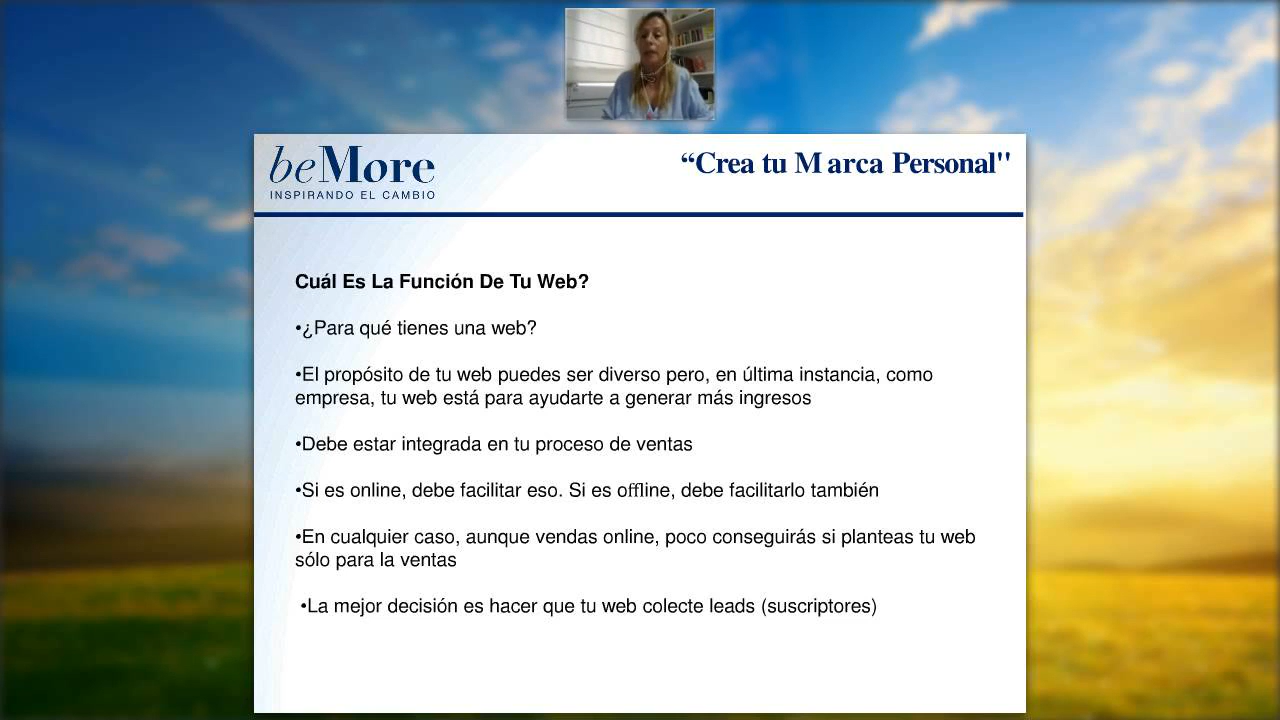 beMore
INSPIRANDO EL CAMBIO
“Crea tu Marca Personal"
Cuál Es La Función De Tu Web?
•¿Para qué tienes una web?
•El propósito de tu web puedes ser diverso pero, en última instancia, como
empresa, tu web está para ayudarte a generar más ingresos
•Debe estar integrada en tu proceso de ventas
•Si es online, debe facilitar eso. Si es offline, debe facilitarlo también
•En cualquier caso, aunque vendas online, poco conseguirás si planteas tu web
sólo para la ventas
•La mejor decisión es hacer que tu web colecte leads (suscriptores)